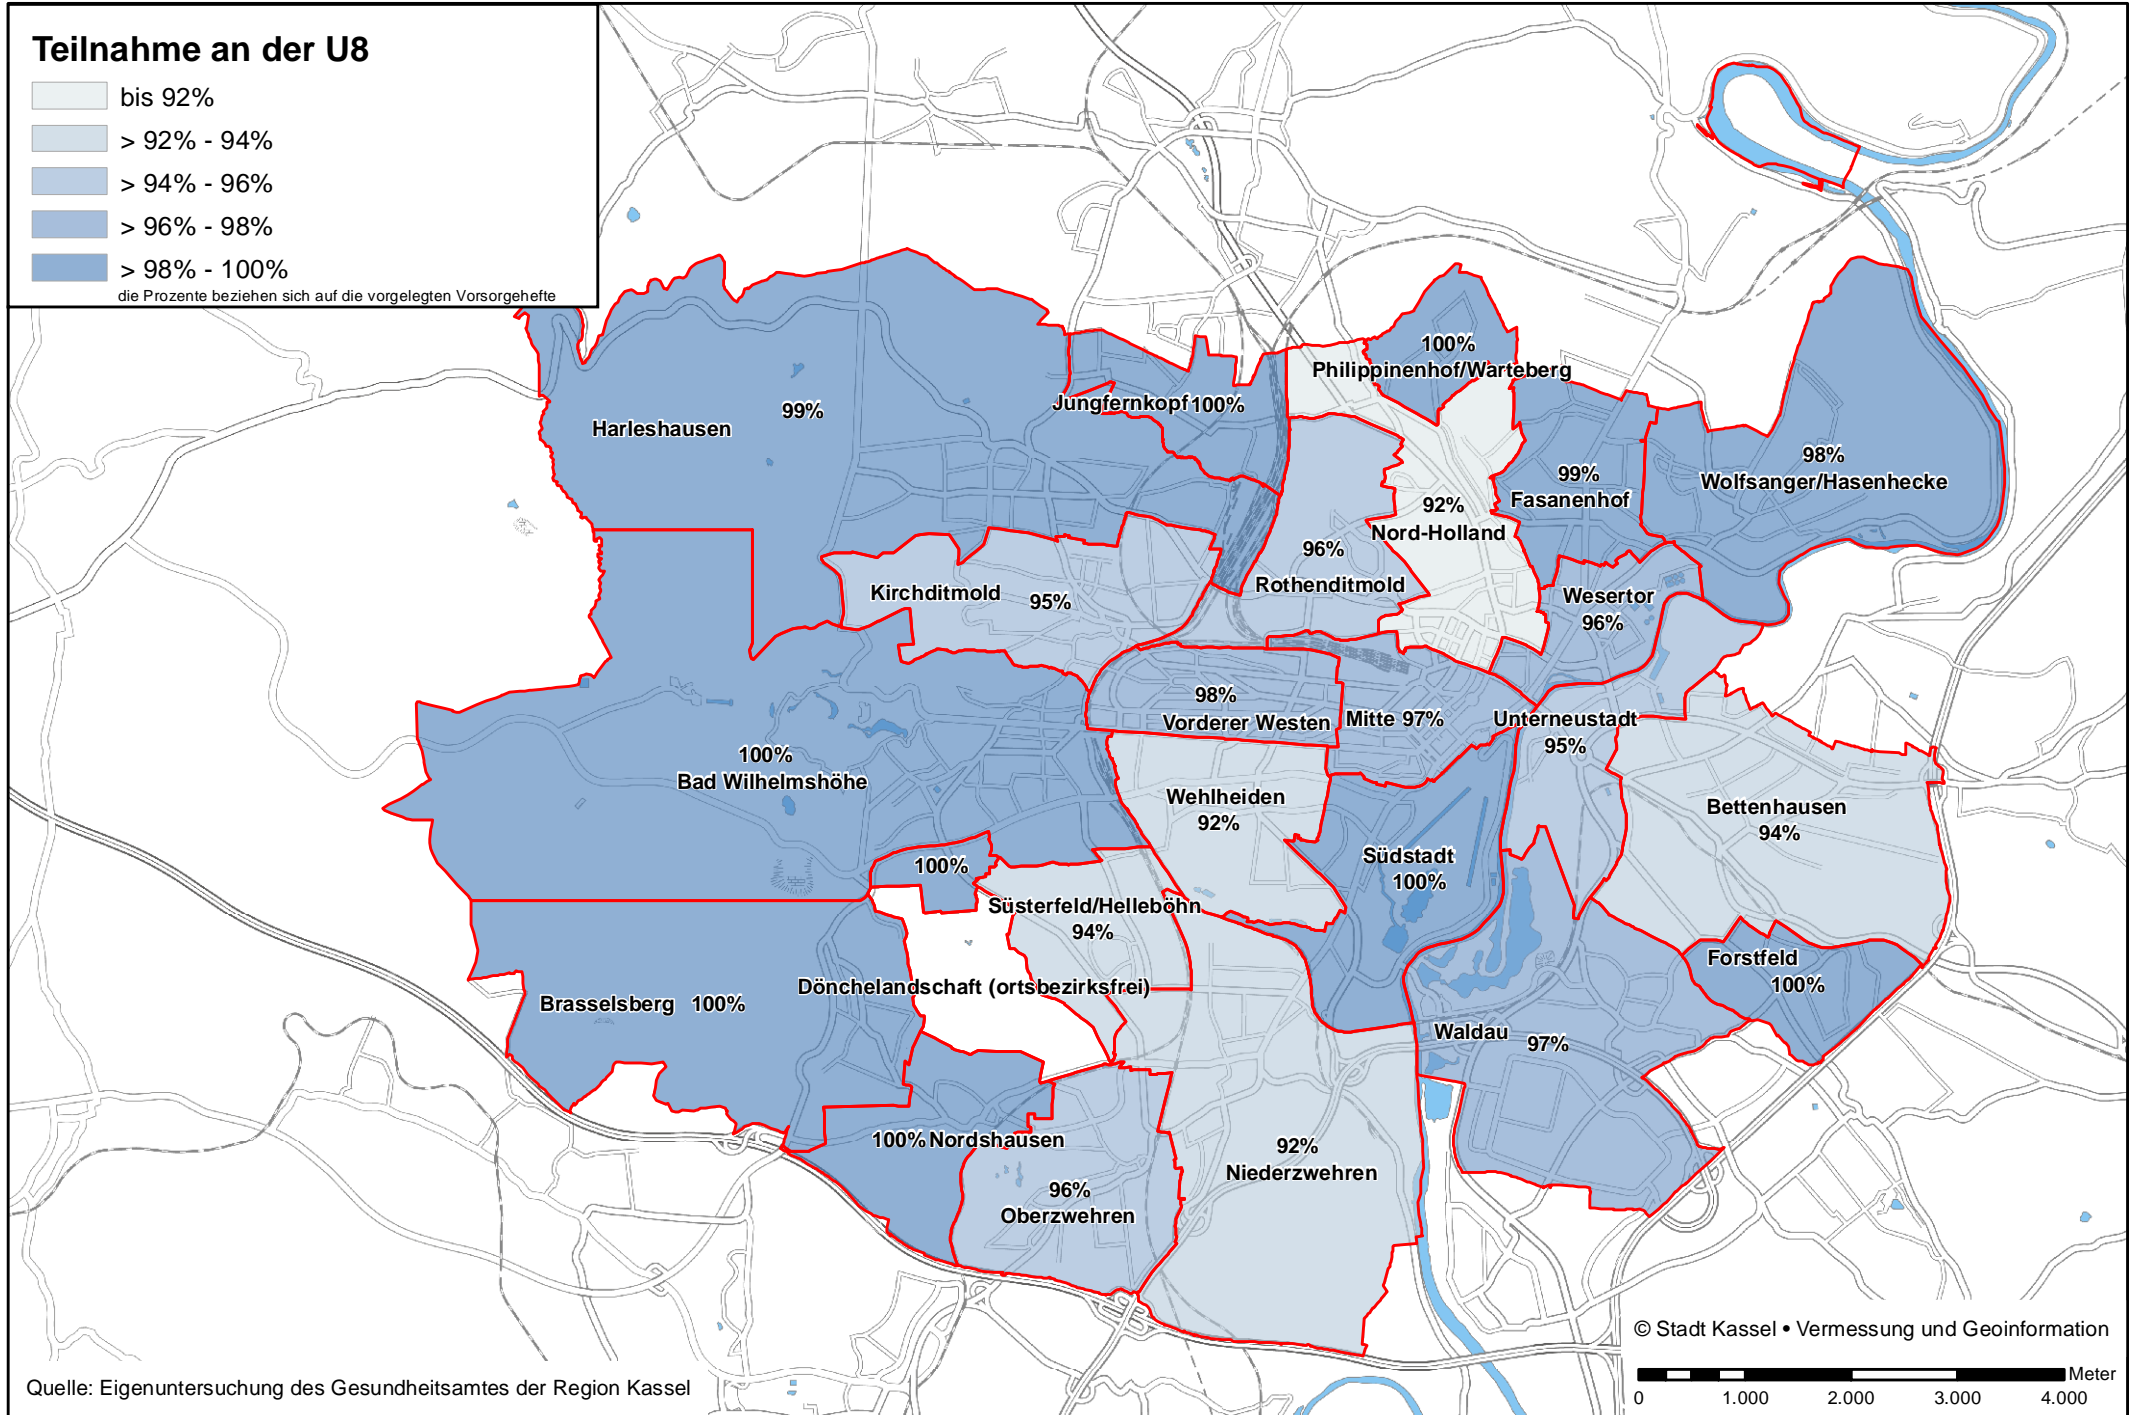 Teilnahme an der U8
bis 92%
> 92% - 94%
> 94% - 96%
> 96% - 98%
> 98% - 100%
die Prozente beziehen sich auf die vorgelegten Vorsorgehefte
100%
Philippinenhof/Warteberg
Jungfernkopf 100%
99%
Harleshausen
98%
Wolfsanger/Hasenhecke
99%
Fasanenhof
92%
Nord-Holland
96%
Rothenditmold
Kirchditmold 95%
Wesertor
96%
98%
Vorderer Westen
Mitte 97%
Unterneustadt
95%
100%
Bad Wilhelmshöhe
Wehlheiden
92%
Bettenhausen
94%
Südstadt
100%
100%
Süsterfeld/Helleböhn
94%
Forstfeld
100%
Dönchelandschaft (ortsbezirksfrei)
Brasselsberg 100%
Waldau 97%
100% Nordshausen
92%
Niederzwehren
96%
Oberzwehren
© Stadt Kassel • Vermessung und Geoinformation
Meter
0 1.000 2.000 3.000 4.000
Quelle: Eigenuntersuchung des Gesundheitsamtes der Region Kassel